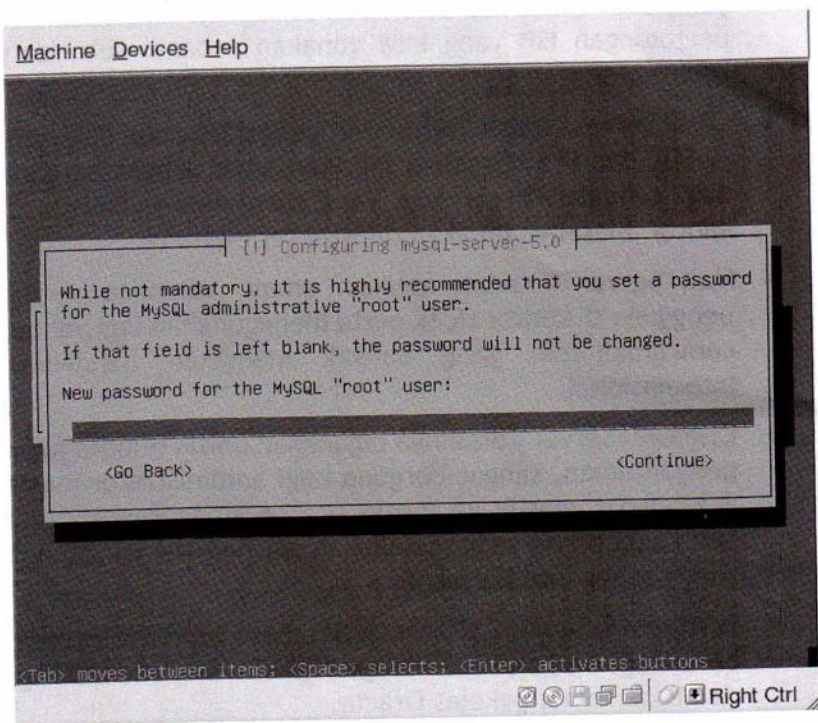 Machine Devices Help
[!] Configuring mysql-server-5.0
While not mandatory, it is highly recommended that you set a password
for the MySQL administrative "root" user.
If that field is left blank, the password will not be changed.
New password for the MySQL "root" user:
<Go Back> <Continue>
<Tab> moves between items; <Space> selects; <Enter> activates buttons
Right Ctrl